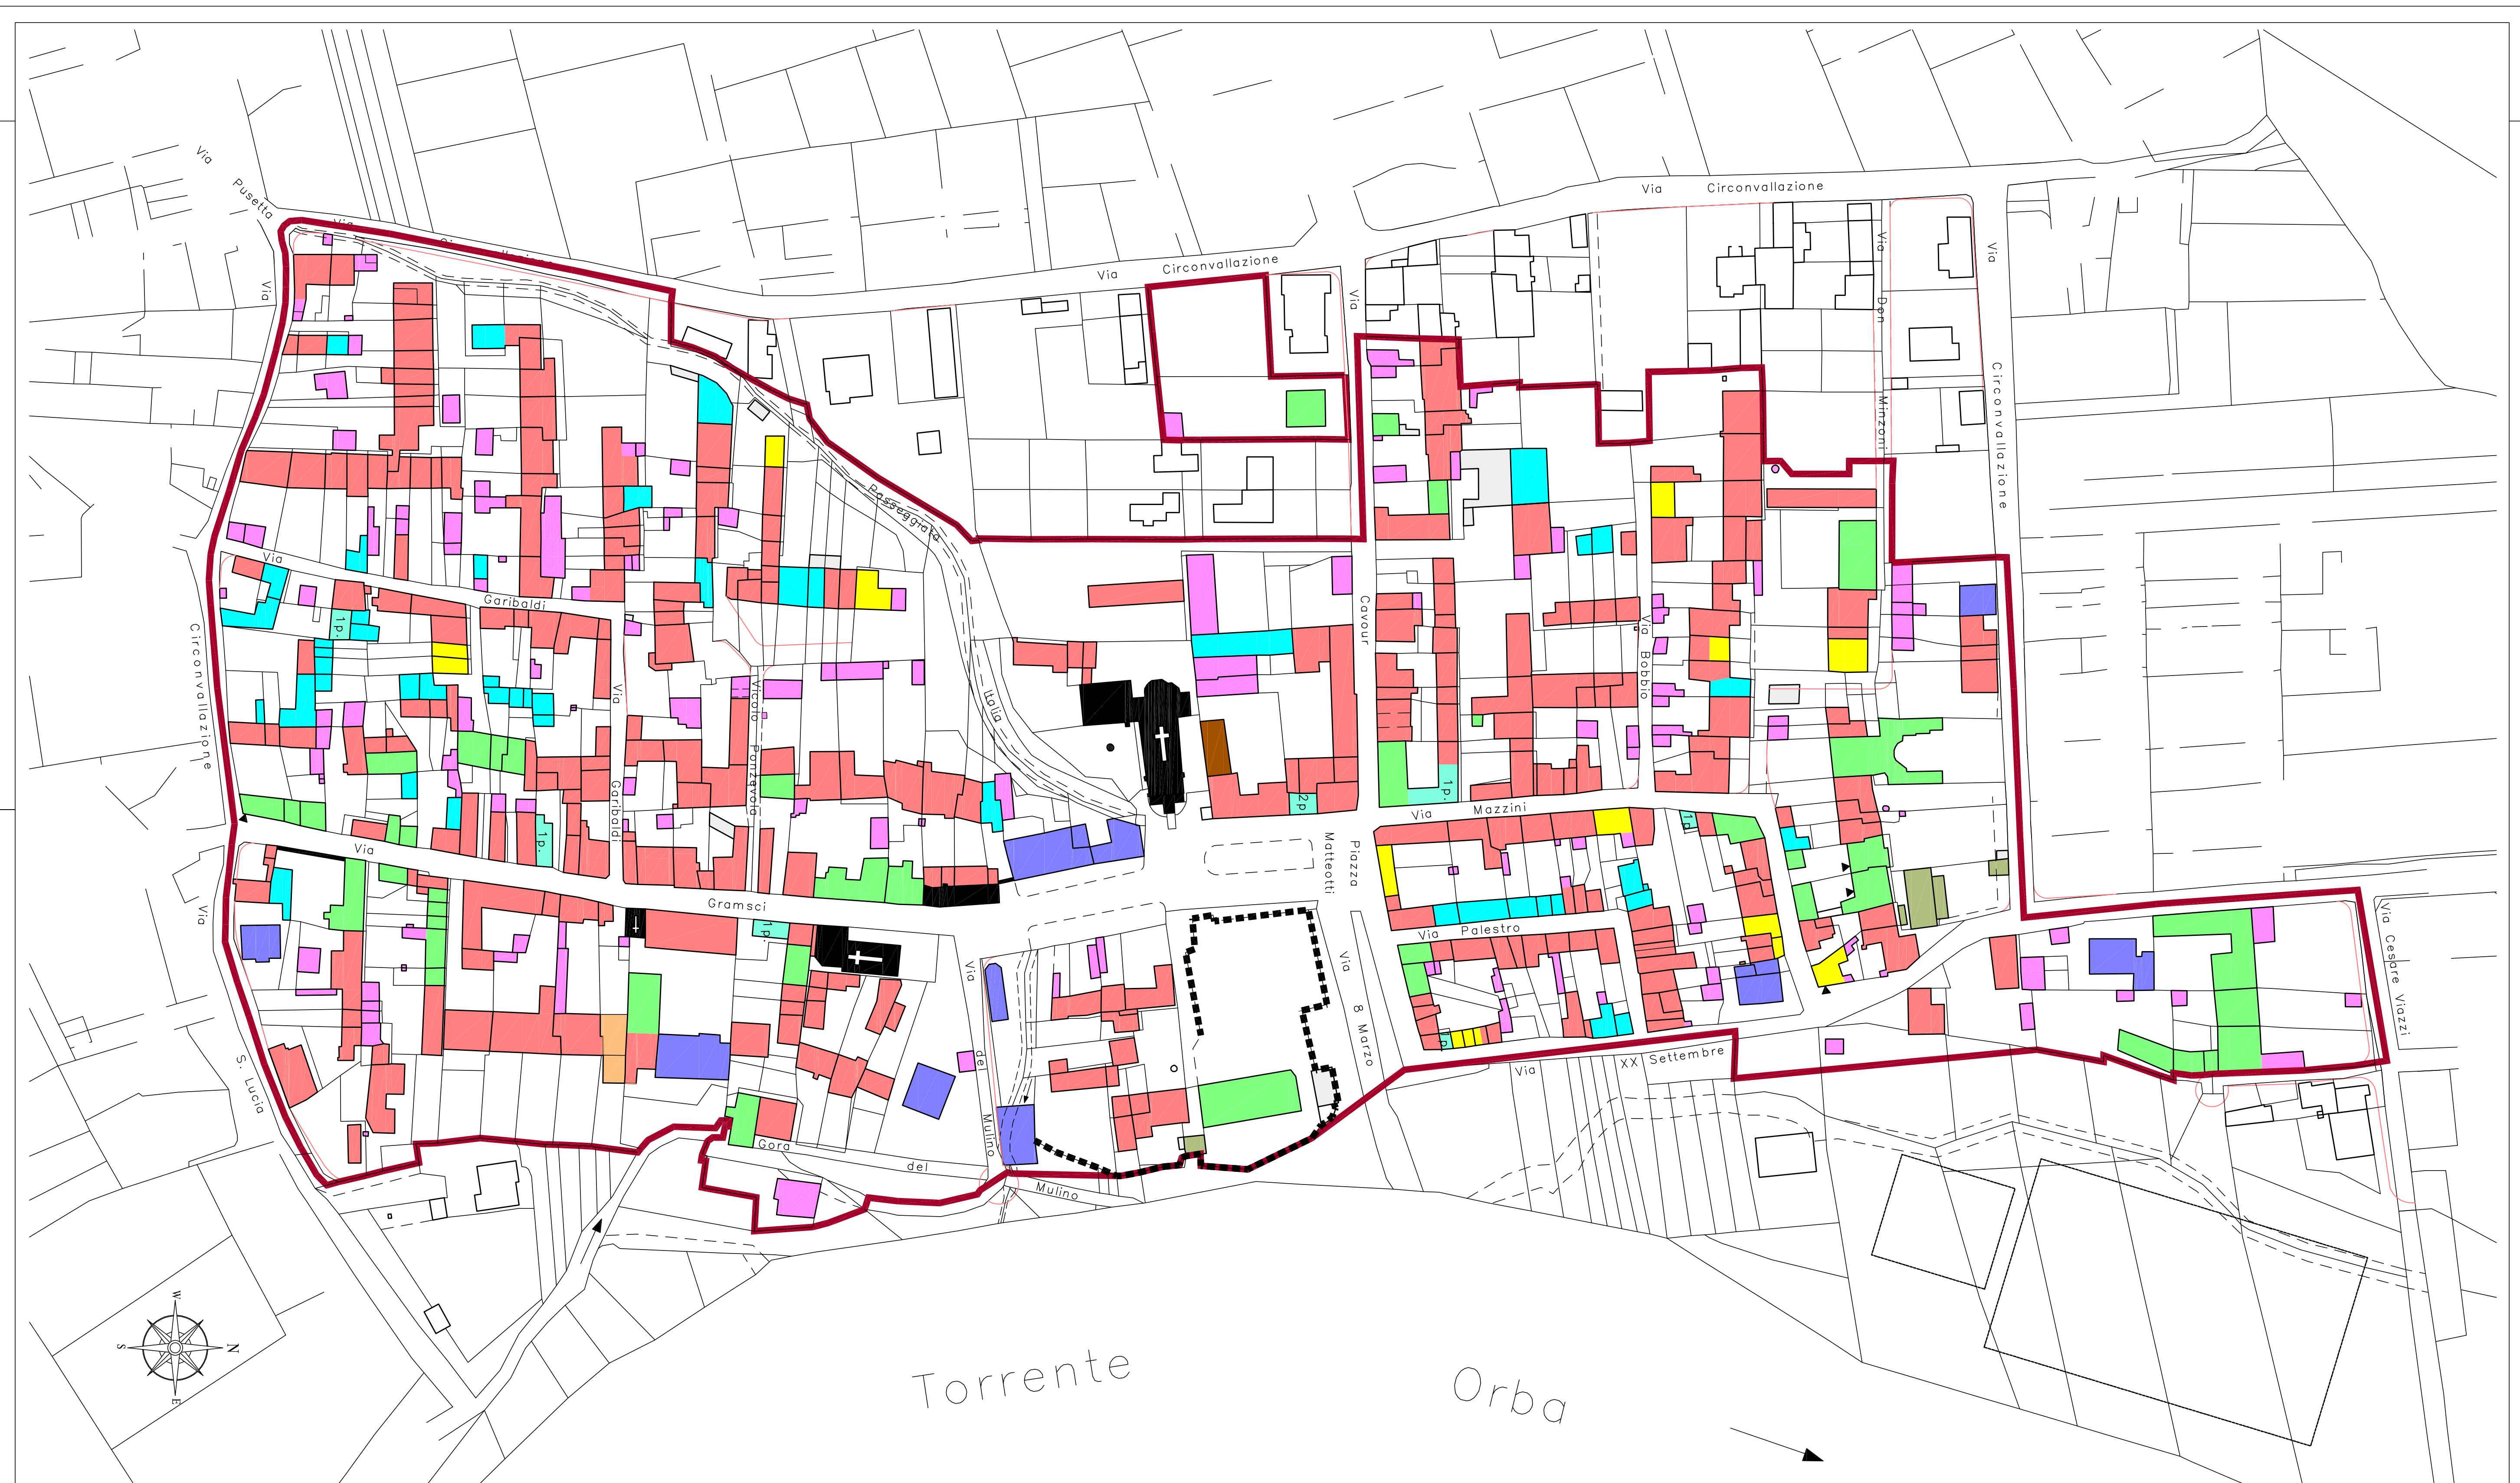 Via
Pusetta
Via
Via Circonvallazione
Via Circonvallazione
Via
Via
Circonvallazione
Via
Don
Minzoni
Via
Cavour
Passeggiata
Italia
Via
Garibaldi
1p.
Via
Circonvallazione
Via
Garibaldi
Vicolo
Ponzevola
Via
Bobbio
2p
1p.
Via Mazzini
1p
Piazza
Matteotti
Via
Gramsci
1p.
1p.
Via Palestro
Via 8 Marzo
p
Via
S. Lucia
Via
del
Mulino
Gora
del
Mulino
Via XX Settembre
Via Cesare Viazzi
W
S N
E
Torrente
Orba